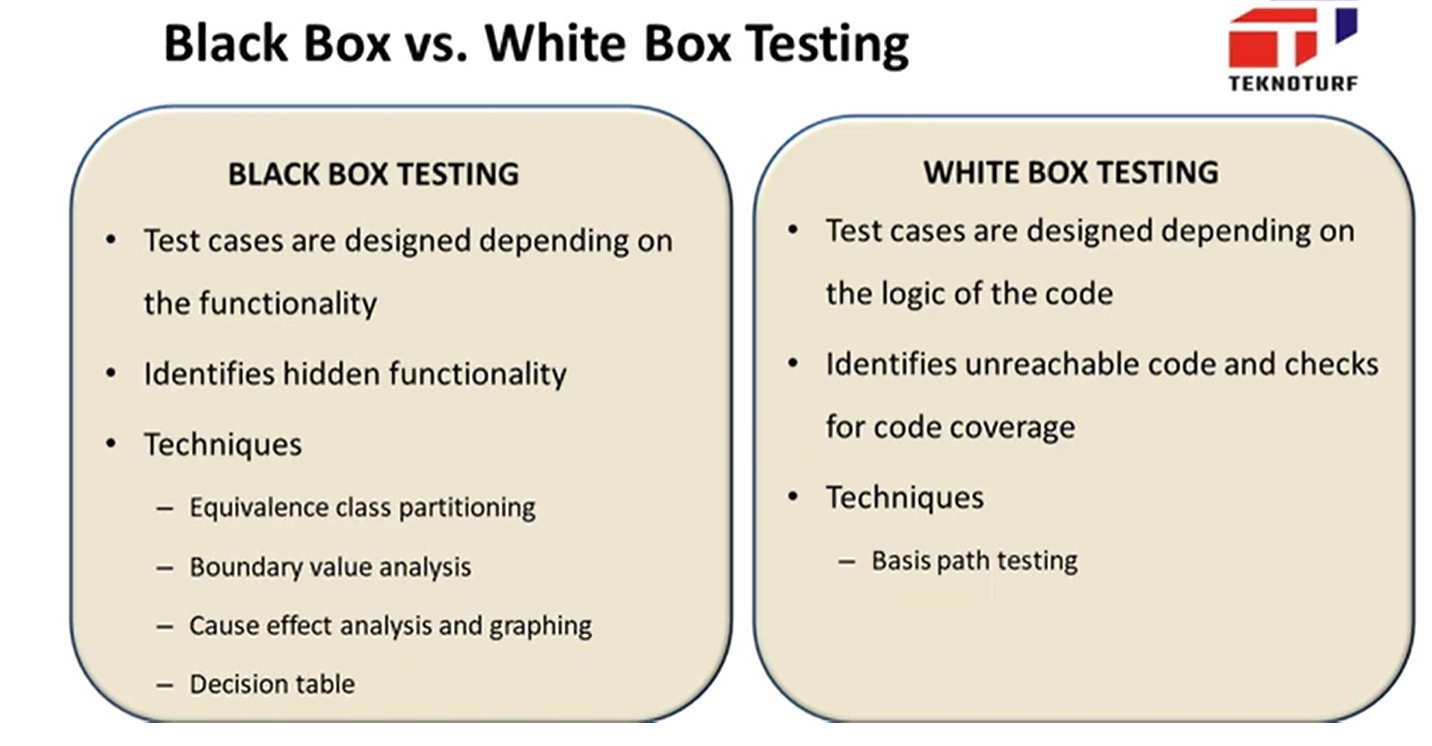 Black Box vs. White Box Testing
TEKNOTURF
BLACK BOX TESTING
• Test cases are designed depending on
the functionality
• Identifies hidden functionality
• Techniques
– Equivalence class partitioning
– Boundary value analysis
– Cause effect analysis and graphing
– Decision table
WHITE BOX TESTING
• Test cases are designed depending on
the logic of the code
• Identifies unreachable code and checks
for code coverage
• Techniques
– Basis path testing